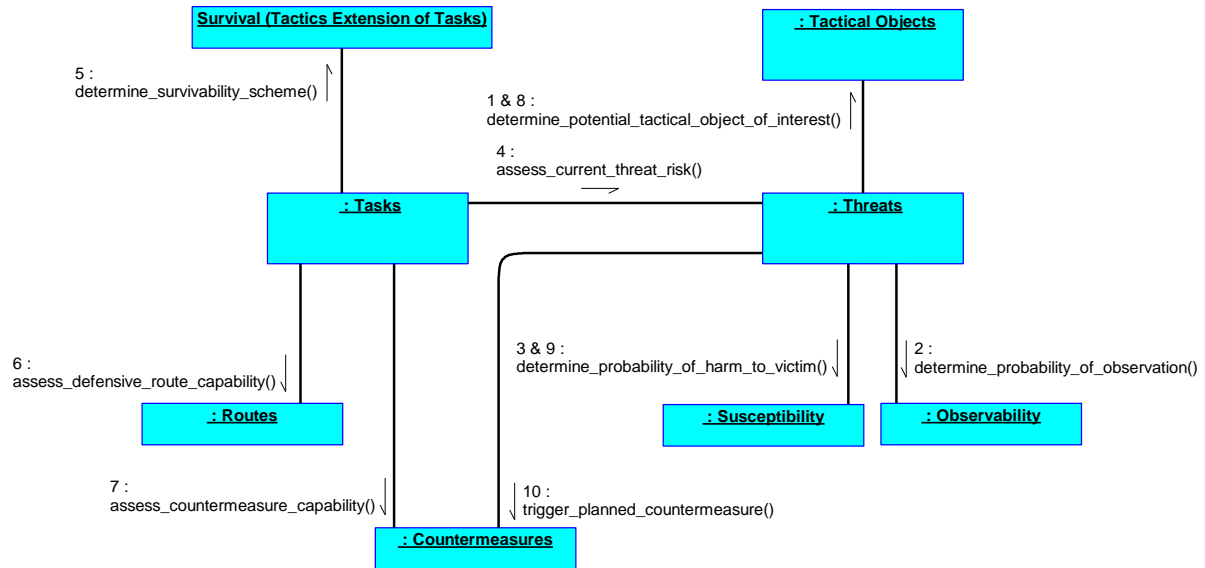 Survival (Tactics Extension of Tasks)
: Tactical Objects
5 :
determine_survivability_scheme()
1 & 8 :
determine_potential_tactical_object_of_interest()
4 :
assess_current_threat_risk()
: Tasks
: Threats
6 :
assess_defensive_route_capability()
3 & 9 :
determine_probability_of_harm_to_victim()
2 :
determine_probability_of_observation()
: Routes
: Susceptibility
: Observability
7 :
assess_countermeasure_capability()
10 :
trigger_planned_countermeasure()
: Countermeasures